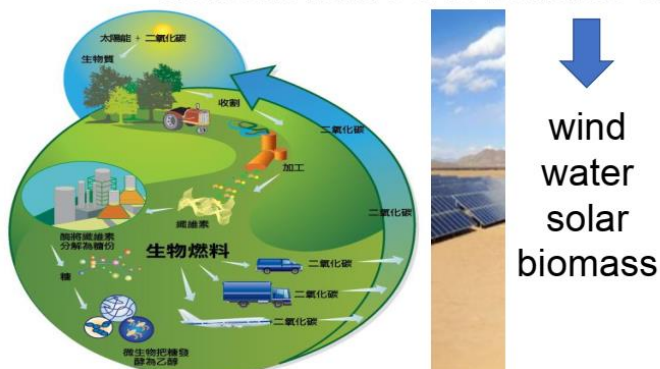 太陽能 + 二氧化碳
生物質
收割
二氧化碳
加工
二氧化碳
纖維素
酶將纖維素
分解為糖份
生物燃料
糖
二氧化碳
二氧化碳
二氧化碳
微生物把糖發
酵為乙醇
wind
water
solar
biomass